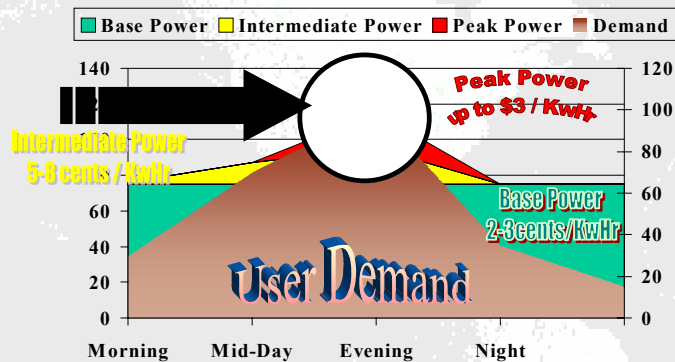 Base Power Intermediate Power Peak Power Demand
140
60
40
20
0
120
100
80
60
40
20
0
Peak Power
up to $3 / KwHr
Intermediate Power
5-8 cents / KwHr
Base Power
2-3cents/KwHr
User Demand
Morning Mid-Day Evening Night